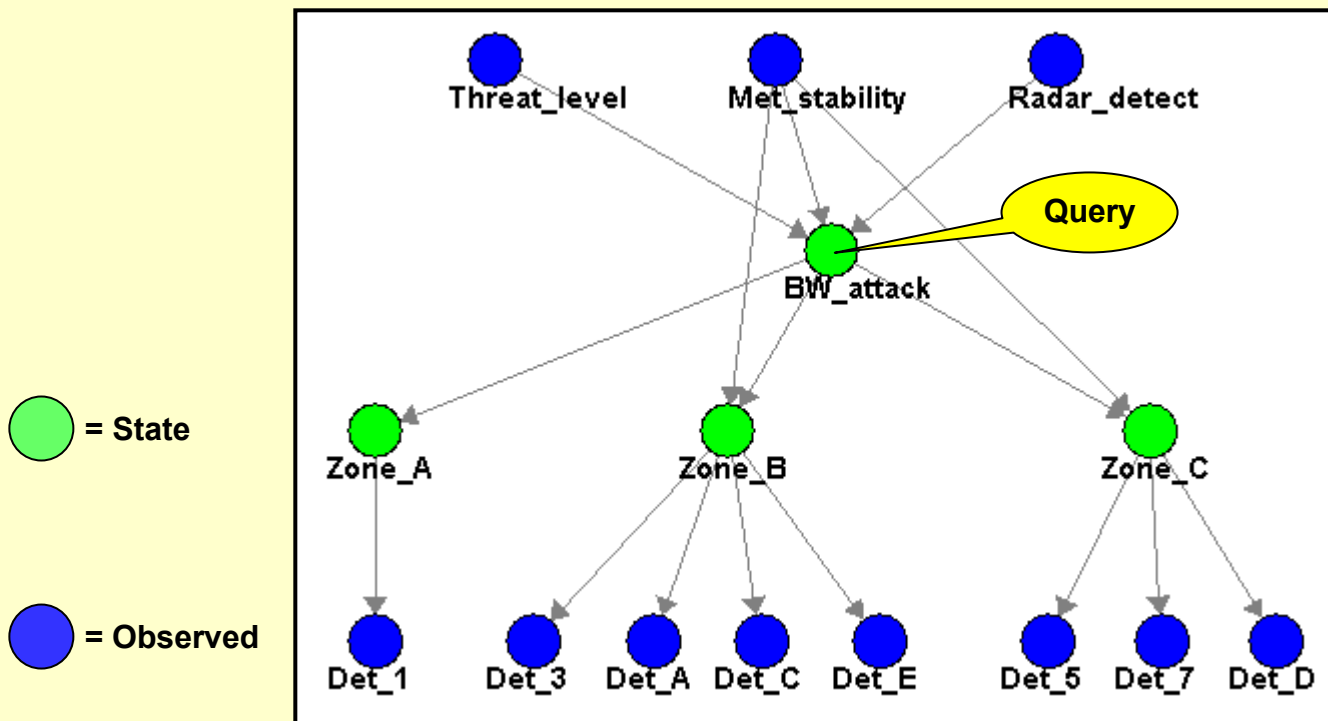 Threat_level
Met_stability
Radar_detect
Query
BW_attack
= State
Zone_A
Zone_B
Zone_C
= Observed
Det_1
Det_3
Det_A
Det_C
Det_E
Det_5
Det_7
Det_D